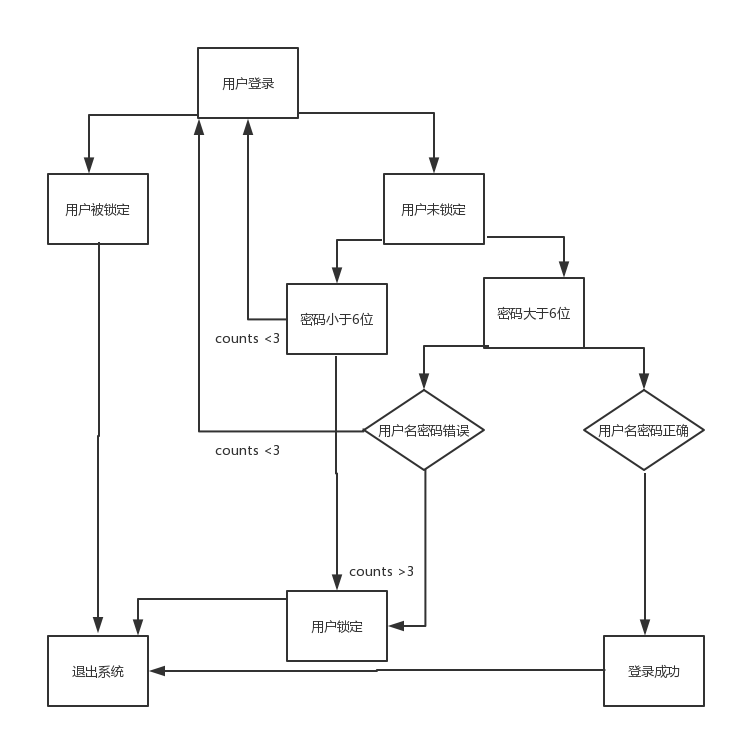 用户登录
用户被锁定
用户未锁定
密码小于6位
密码大于6位
counts <3
用户名密码错误
用户名密码正确
counts <3
counts >3
用户锁定
退出系统
登录成功